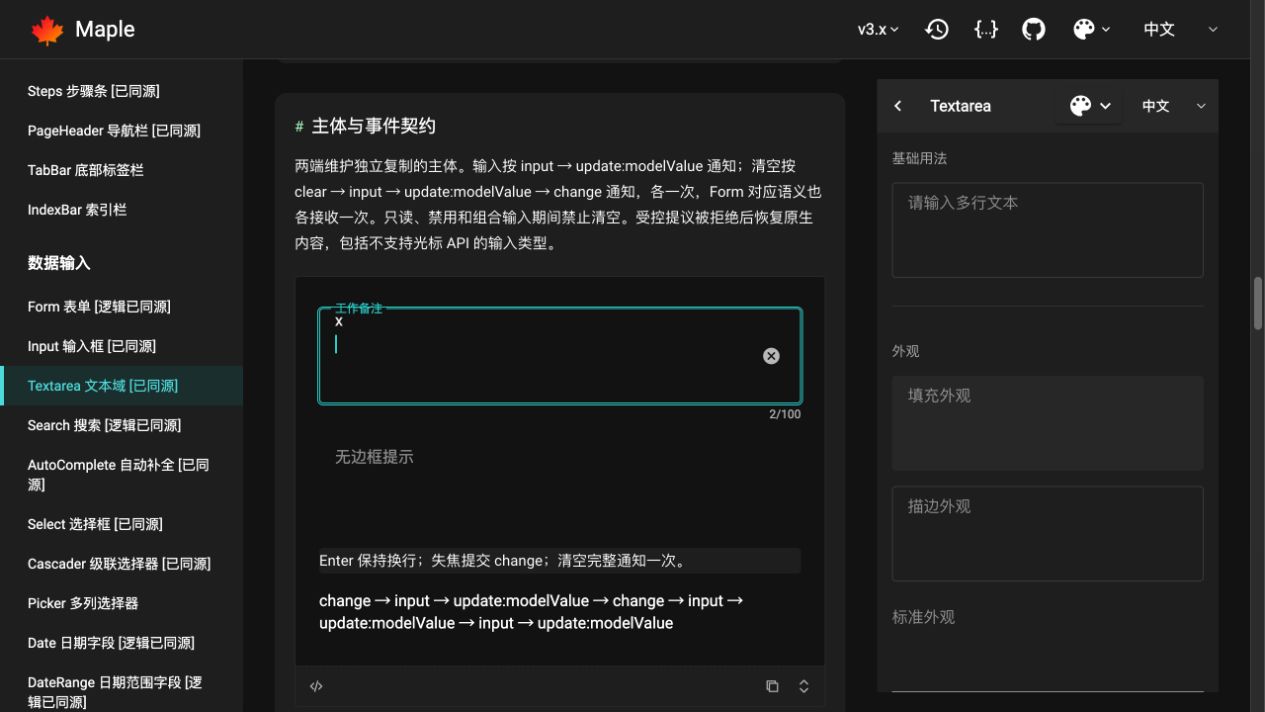 Maple
v3.x
{...}
中文
Steps 步骤条 [已同源]
PageHeader 导航栏 [已同源]
TabBar 底部标签栏
IndexBar 索引栏
数据输入
Form 表单 [逻辑已同源]
Input 输入框 [已同源]
Textarea 文本域 [已同源]
Search 搜索 [逻辑已同源]
AutoComplete 自动补全 [已同
源]
Select 选择框 [已同源]
Cascader 级联选择器 [已同源]
Picker 多列选择器
Date 日期字段 [逻辑已同源]
DateRange 日期范围字段 [逻
辑已同源]
# 主体与事件契约
两端维护独立复制的主体。输入按 input → update:modelValue 通知；清空按
clear → input → update:modelValue → change 通知，各一次，Form 对应语义也
各接收一次。只读、禁用和组合输入期间禁止清空。受控提议被拒绝后恢复原生
内容，包括不支持光标 API 的输入类型。
工作备注
x
2/100
无边框提示
Enter 保持换行；失焦提交 change；清空完整通知一次。
change → input → update:modelValue → change → input →
update:modelValue → input → update:modelValue
</>
Textarea
中文
基础用法
请输入多行文本
外观
填充外观
描边外观
标准外观